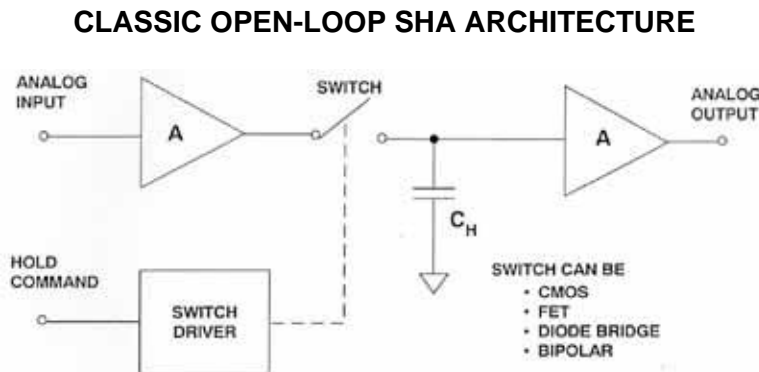 CLASSIC OPEN-LOOP SHA ARCHITECTURE
ANALOG
INPUT
A
SWITCH
A
ANALOG
OUTPUT
C_H
HOLD
COMMAND
SWITCH
DRIVER
SWITCH CAN BE
• CMOS
• FET
• DIODE BRIDGE
• BIPOLAR